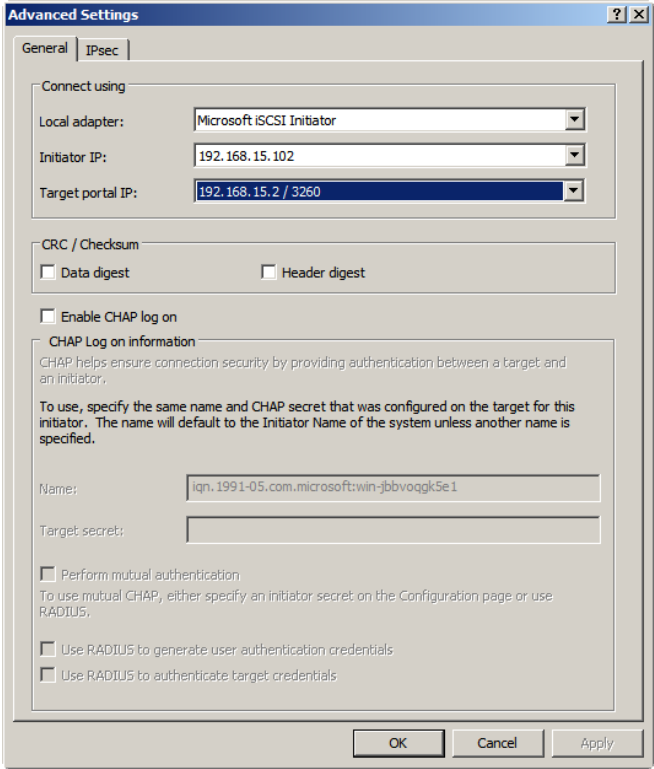 Advanced Settings
General
IPsec
Connect using
Local adapter:
Microsoft iSCSI Initiator
Initiator IP:
192.168.15.102
Target portal IP:
192.168.15.2 / 3260
CRC / Checksum
Data digest
Header digest
Enable CHAP log on
CHAP Log on information
CHAP helps ensure connection security by providing authentication between a target and
an initiator.
To use, specify the same name and CHAP secret that was configured on the target for this
initiator. The name will default to the Initiator Name of the system unless another name is
specified.
Name:
iqn.1991-05.com.microsoft:win-jbbvoqgk5e1
Target secret:
Perform mutual authentication
To use mutual CHAP, either specify an initiator secret on the Configuration page or use
RADIUS.
Use RADIUS to generate user authentication credentials
Use RADIUS to authenticate target credentials
OK
Cancel
Apply